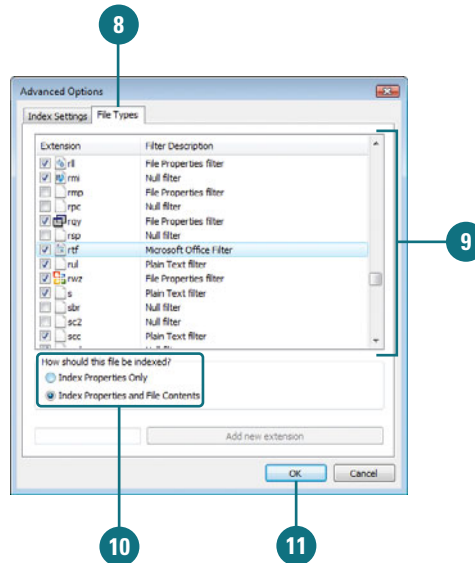 8
Advanced Options
Index Settings File Types
Extension Filter Description
rll File Properties filter
rmi Null filter
rmp File Properties filter
rpc Null filter
rqy File Properties filter
rsp Null filter
rtf Microsoft Office Filter
rul Plain Text filter
rwz File Properties filter
s Plain Text filter
sbr Null filter
sc2 Null filter
scc Plain Text filter
9
How should this file be indexed?
Index Properties Only
Index Properties and File Contents
Add new extension
OK Cancel
10 11